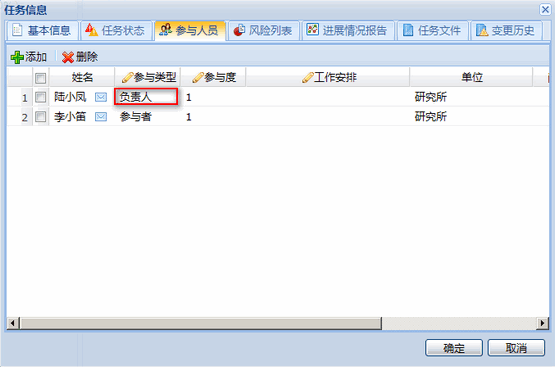 任务信息
基本信息 任务状态 参与人员 风险列表 进展情况报告 任务文件 变更历史
添加 删除
姓名 参与类型 参与度 工作安排 单位
1 陆小凤 负责人 1 研究所
2 李小笛 参与者 1 研究所
确定 取消